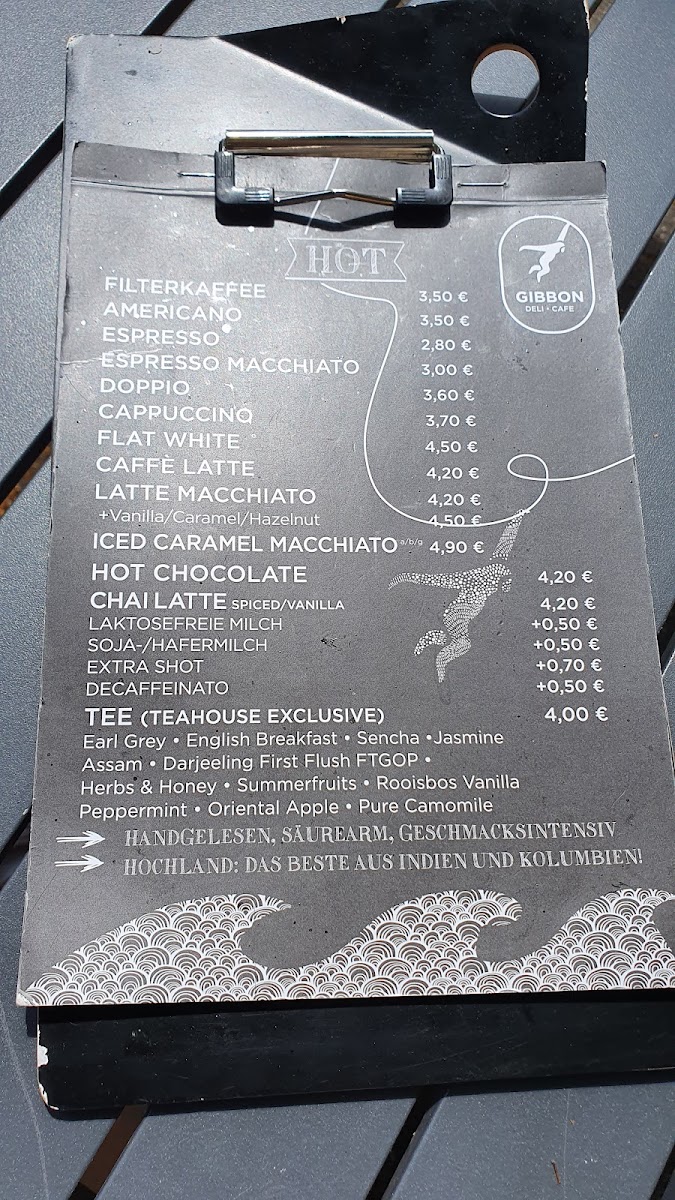 HOT
GIBBON
DELI • CAFE
FILTERKAFFEE 3,50 €
AMERICANO 3,50 €
ESPRESSO 2,80 €
ESPRESSO MACCHIATO 3,00 €
DOPPIO 3,60 €
CAPPUCCINO 3,70 €
FLAT WHITE 4,50 €
CAFFÈ LATTE 4,20 €
LATTE MACCHIATO 4,20 €
+Vanilla/Caramel/Hazelnut 4,50 €
ICED CARAMEL MACCHIATO a/b/g 4,90 €
HOT CHOCOLATE 4,20 €
CHAI LATTE SPICED/VANILLA 4,20 €
LAKTOSEFREIE MILCH +0,50 €
SOJA-/HAFERMILCH +0,50 €
EXTRA SHOT +0,70 €
DECAFFEINATO +0,50 €
TEE (TEAHOUSE EXCLUSIVE) 4,00 €
Earl Grey • English Breakfast • Sencha •Jasmine
Assam • Darjeeling First Flush FTGOP •
Herbs & Honey • Summerfruits • Rooisbos Vanilla
Peppermint • Oriental Apple • Pure Camomile
HANDGELESEN, SÄUREARM, GESCHMACKSINTENSIV
HOCHLAND: DAS BESTE AUS INDIEN UND KOLUMBIEN!